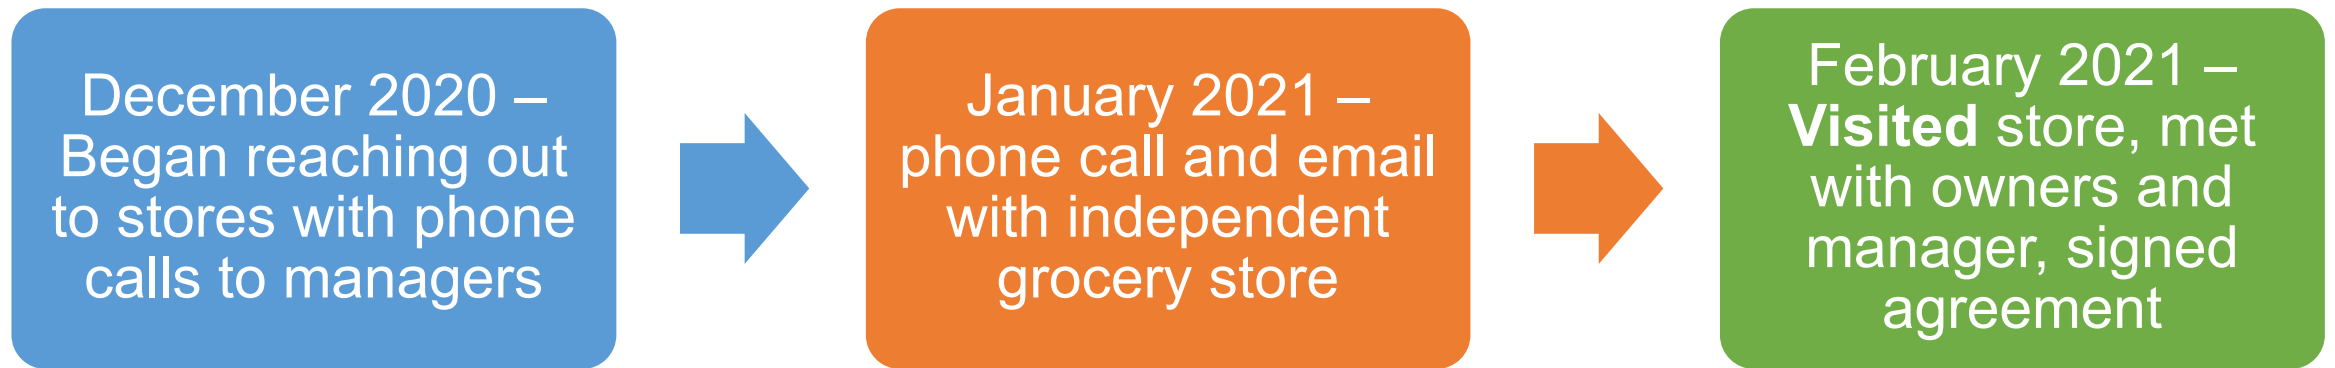 December 2020 –
Began reaching out
to stores with phone
calls to managers
January 2021 –
phone call and email
with independent
grocery store
February 2021 –
Visited store, met
with owners and
manager, signed
agreement